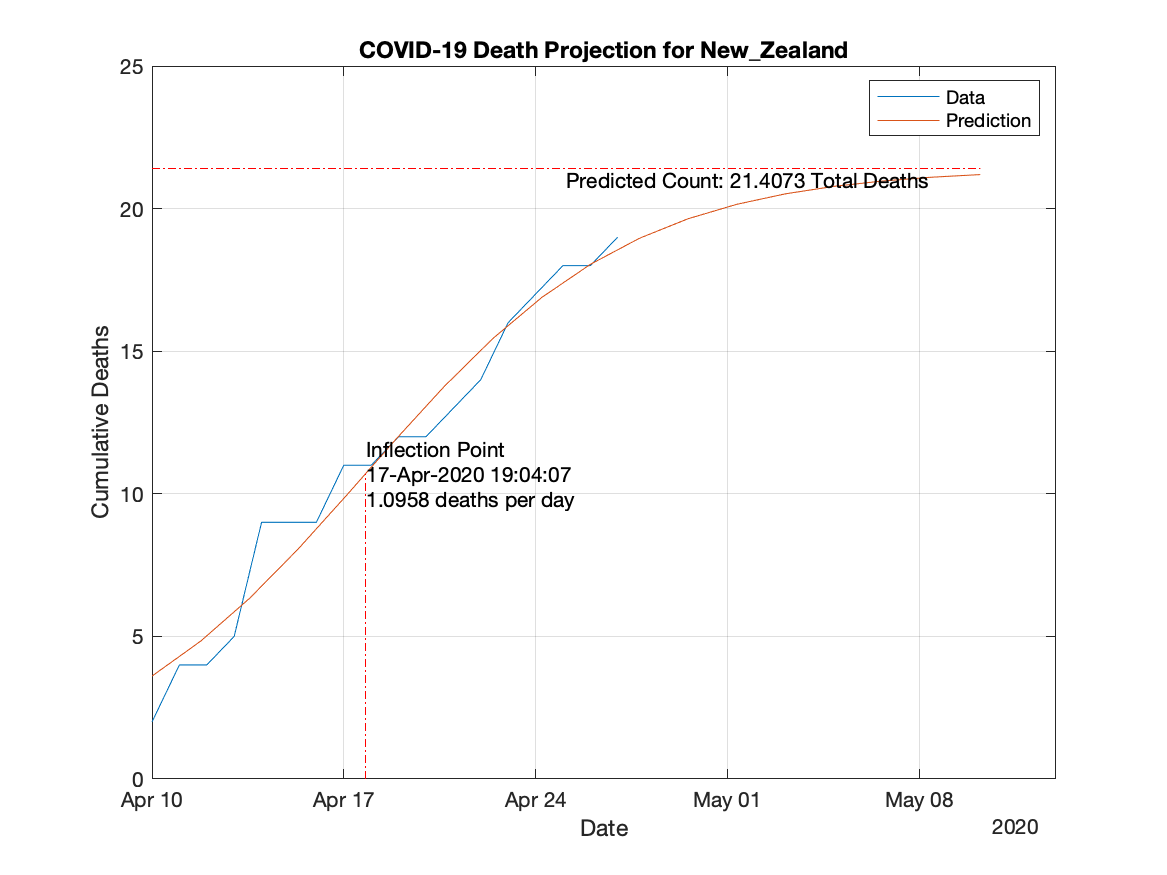 COVID-19 Death Projection for New_Zealand
25
20
15
10
5
0
Cumulative Deaths
Data
Prediction
Predicted Count: 21.4073 Total Deaths
Inflection Point
17-Apr-2020 19:04:07
1.0958 deaths per day
Apr 10
Apr 17
Apr 24
May 01
May 08
Date
2020